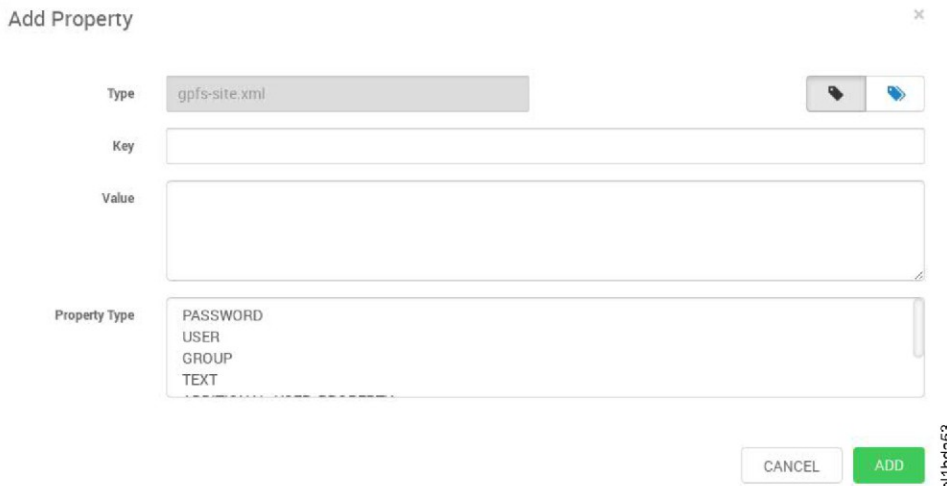 Add Property
×
Type
gpfs-site.xml
Key
Value
Property Type
PASSWORD
USER
GROUP
TEXT
CANCEL
ADD